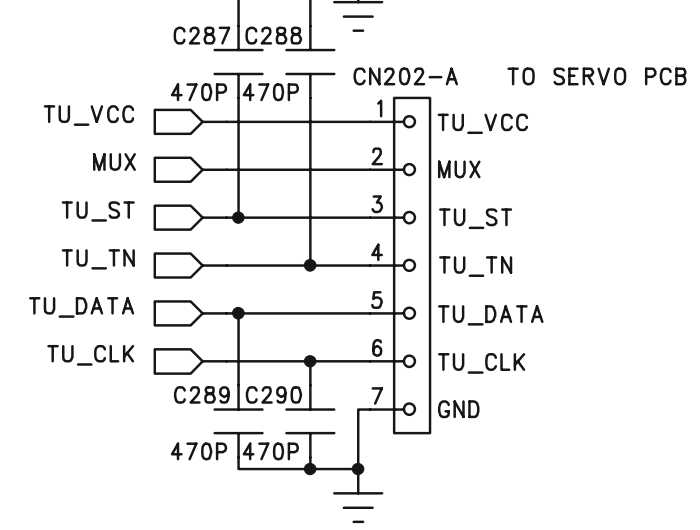 C287 C288
CN202-A TO SERVO PCB
470P 470P
TU_VCC 1 TU_VCC
MUX 2 MUX
TU_ST 3 TU_ST
TU_TN 4 TU_TN
TU_DATA 5 TU_DATA
TU_CLK 6 TU_CLK
C289 C290 7 GND
470P 470P